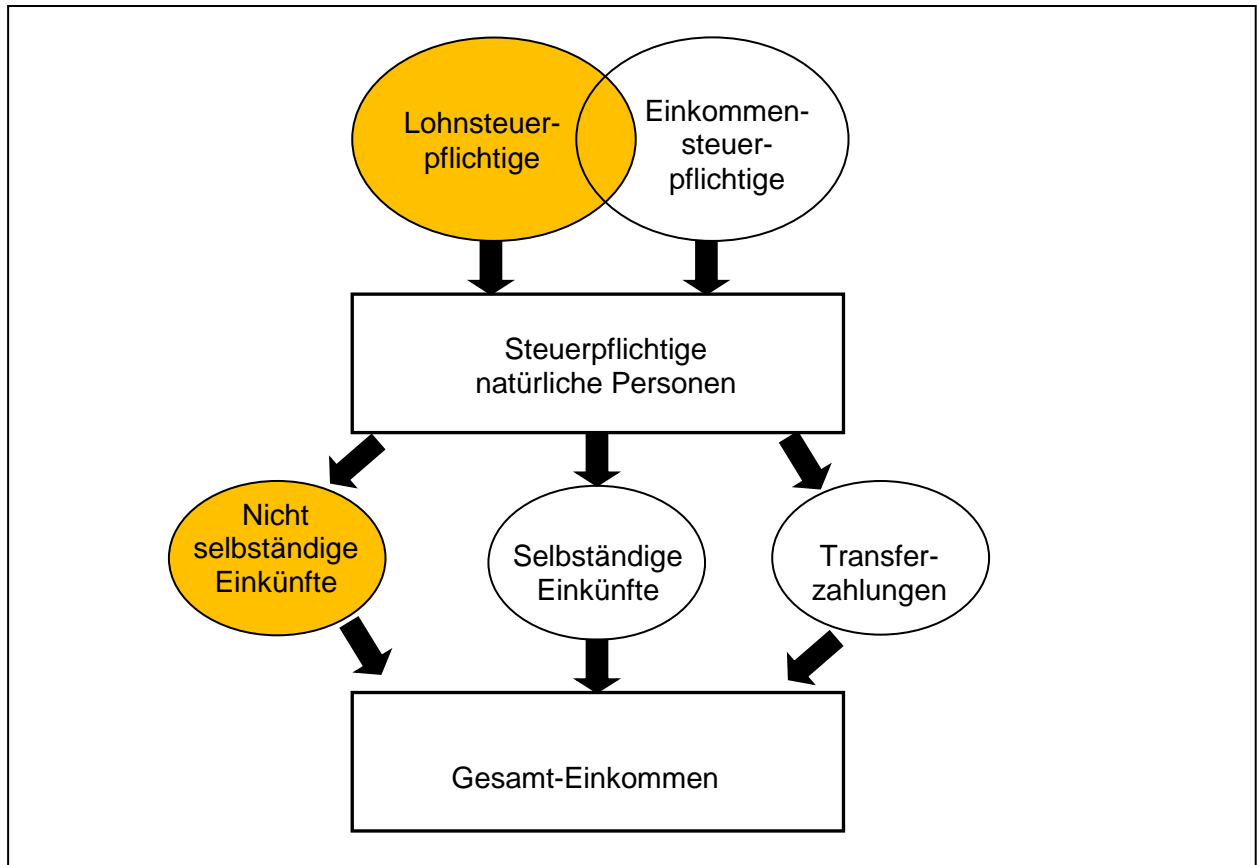 Lohnsteuer-
pflichtige
Einkommen-
steuer-
pflichtige
Steuerpflichtige
natürliche Personen
Nicht
selbständige
Einkünfte
Selbständige
Einkünfte
Transfer-
zahlungen
Gesamt-Einkommen